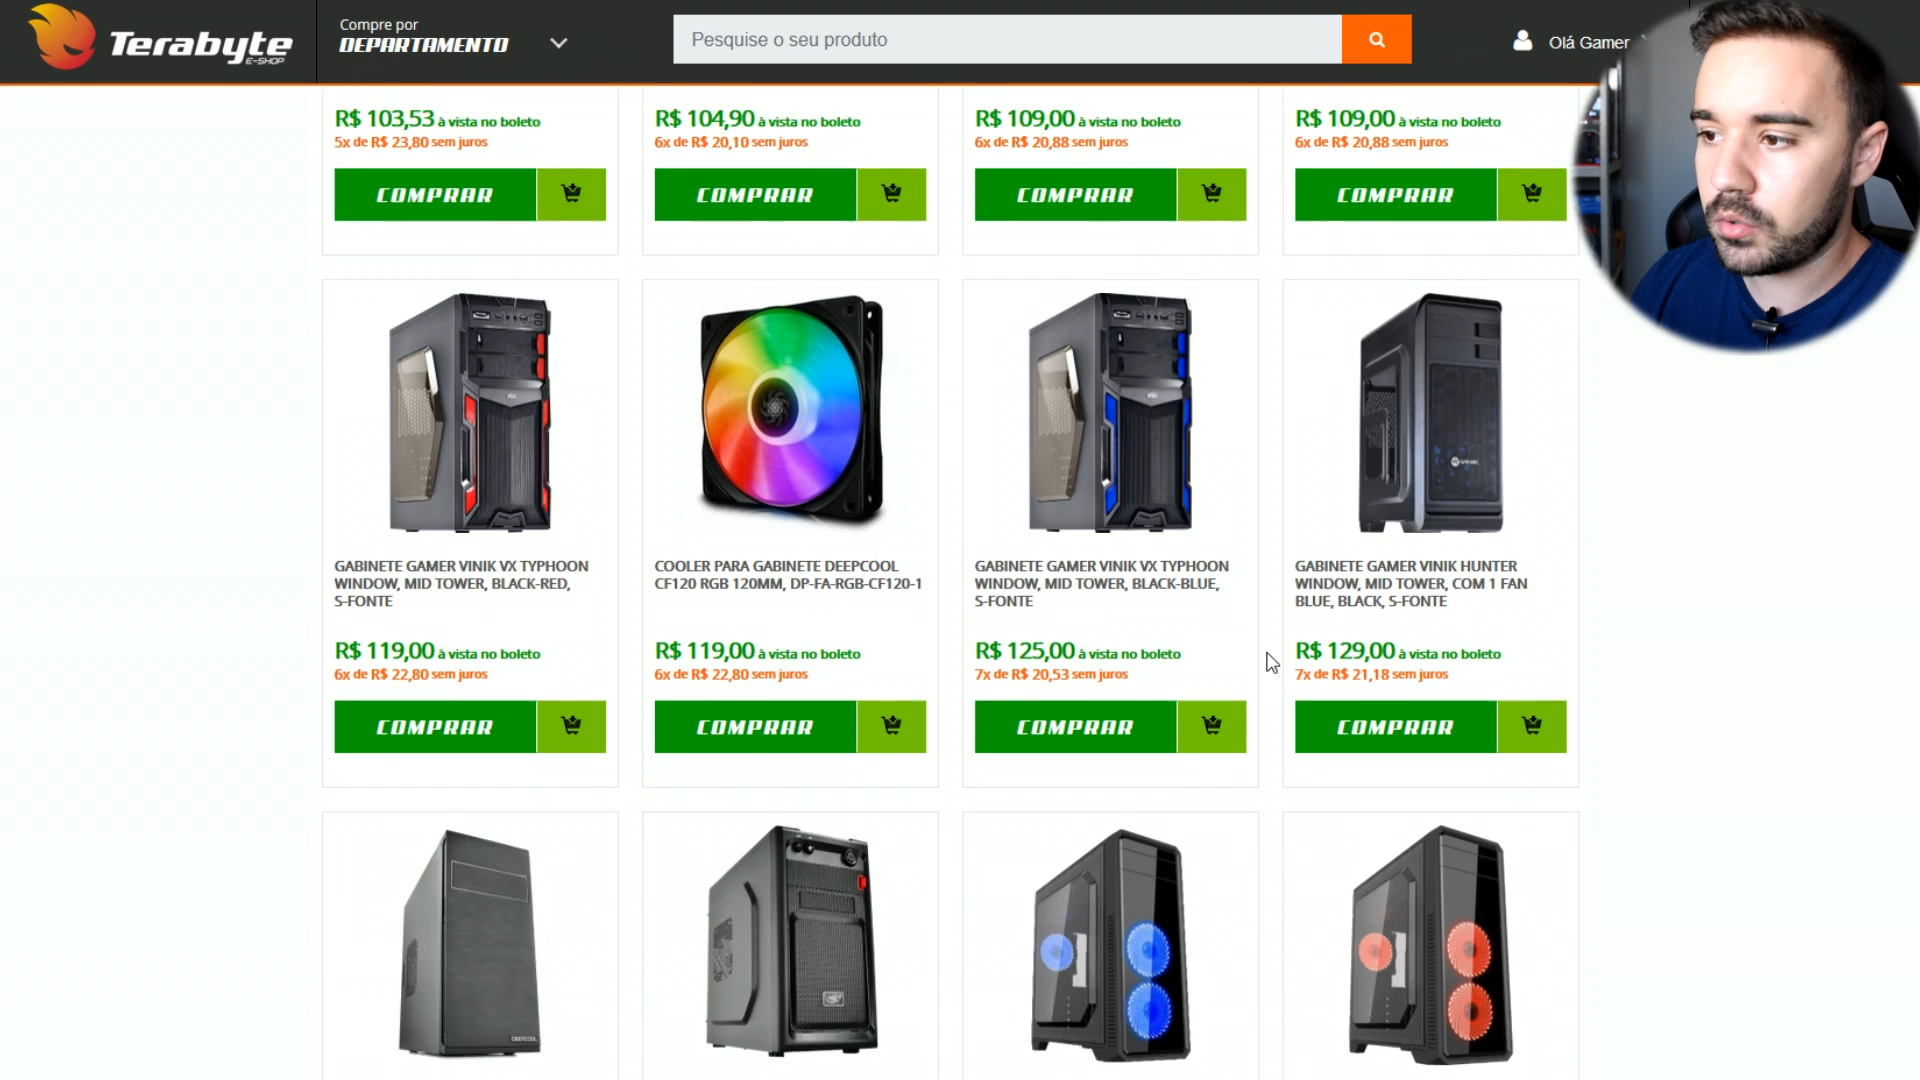 Terabyte
E-SHOP
Compre por
DEPARTAMENTO
Pesquise o seu produto
Olá Gamer
R$ 103,53 à vista no boleto
5x de R$ 23,80 sem juros
COMPRAR
R$ 104,90 à vista no boleto
6x de R$ 20,10 sem juros
COMPRAR
R$ 109,00 à vista no boleto
6x de R$ 20,88 sem juros
COMPRAR
R$ 109,00 à vista no boleto
6x de R$ 20,88 sem juros
COMPRAR
GABINETE GAMER VINIK VX TYPHOON
WINDOW, MID TOWER, BLACK-RED,
S-FONTE
R$ 119,00 à vista no boleto
6x de R$ 22,80 sem juros
COMPRAR
COOLER PARA GABINETE DEEPCOOL
CF120 RGB 120MM, DP-FA-RGB-CF120-1
R$ 119,00 à vista no boleto
6x de R$ 22,80 sem juros
COMPRAR
GABINETE GAMER VINIK VX TYPHOON
WINDOW, MID TOWER, BLACK-BLUE,
S-FONTE
R$ 125,00 à vista no boleto
7x de R$ 20,53 sem juros
COMPRAR
VINIK
GABINETE GAMER VINIK HUNTER
WINDOW, MID TOWER, COM 1 FAN
BLUE, BLACK, S-FONTE
R$ 129,00 à vista no boleto
7x de R$ 21,18 sem juros
COMPRAR
DEEPCOOL